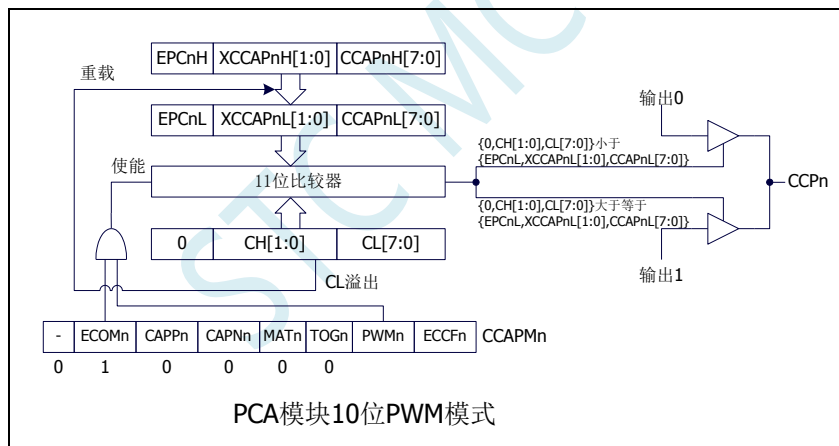 EPCnH XCCAPnH[1:0] CCAPnH[7:0]
重载
EPCnL XCCAPnL[1:0] CCAPnL[7:0]
输出0
使能
11位比较器
{0,CH[1:0],CL[7:0]}小于
{EPCnL,XCCAPnL[1:0],CCAPnL[7:0]}
CCPn
{0,CH[1:0],CL[7:0]}大于等于
{EPCnL,XCCAPnL[1:0],CCAPnL[7:0]}
0 CH[1:0] CL[7:0]
CL溢出
输出1
- ECOMn CAPPn CAPNn MATn TOGn PWMn ECCFn CCAPMn
0 1 0 0 0 0
PCA模块10位PWM模式
STC MC